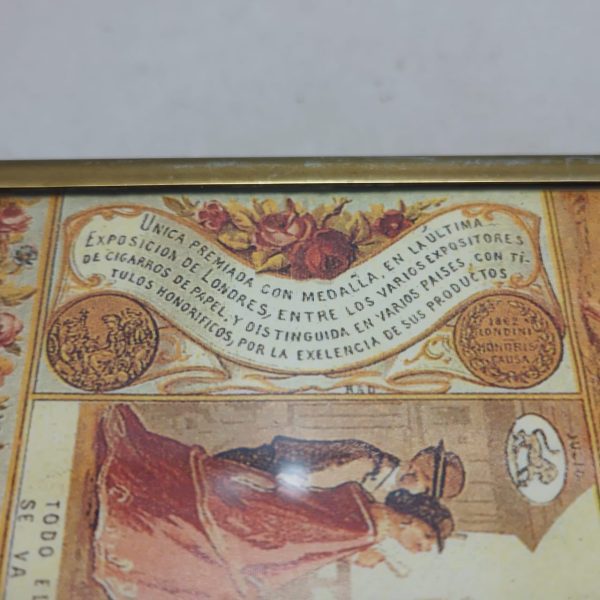 UNICA PREMIADA CON MEDALLA, EN LA ÚLTIMA
EXPOSICION DE LONDRES, ENTRE LOS VARIOS EXPOSITORES
DE CIGARROS DE PAPEL, Y DISTINGUIDA EN VARIOS PAISES CON TI-
TULOS HONORIFICOS, POR LA EXELENCIA DE SUS PRODUCTOS
1862
LONDINI
HONORIS
CAUSA
TODO EL
SE VA